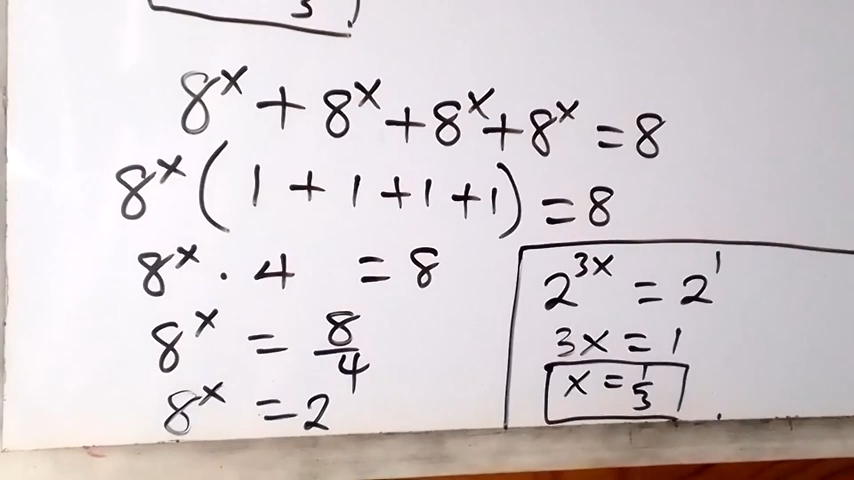 8^x + 8^x + 8^x + 8^x = 8
8^x ( 1 + 1 + 1 + 1 ) = 8
8^x · 4 = 8
8^x = 8/4
8^x = 2
2^3x = 2^1
3x = 1
x = 1/3